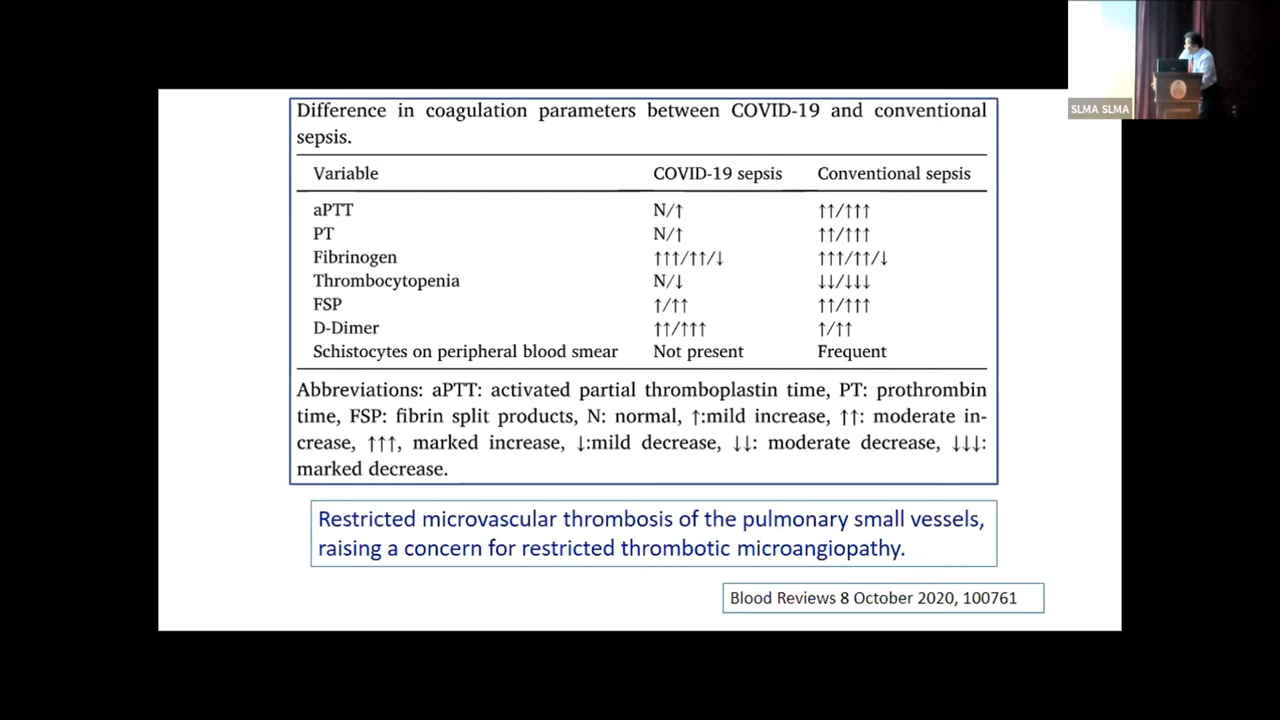 SLMA SLMA
Difference in coagulation parameters between COVID-19 and conventional
sepsis.
Variable COVID-19 sepsis Conventional sepsis
aPTT N/↑ ↑↑/↑↑↑
PT N/↑ ↑↑/↑↑↑
Fibrinogen ↑↑↑/↑↑/↓ ↑↑↑/↑↑/↓
Thrombocytopenia N/↓ ↓↓/↓↓↓
FSP ↑/↑↑ ↑↑/↑↑↑
D-Dimer ↑↑/↑↑↑ ↑/↑↑
Schistocytes on peripheral blood smear Not present Frequent
Abbreviations: aPTT: activated partial thromboplastin time, PT: prothrombin
time, FSP: fibrin split products, N: normal, ↑:mild increase, ↑↑: moderate in-
crease, ↑↑↑, marked increase, ↓:mild decrease, ↓↓: moderate decrease, ↓↓↓:
marked decrease.
Restricted microvascular thrombosis of the pulmonary small vessels,
raising a concern for restricted thrombotic microangiopathy.
Blood Reviews 8 October 2020, 100761